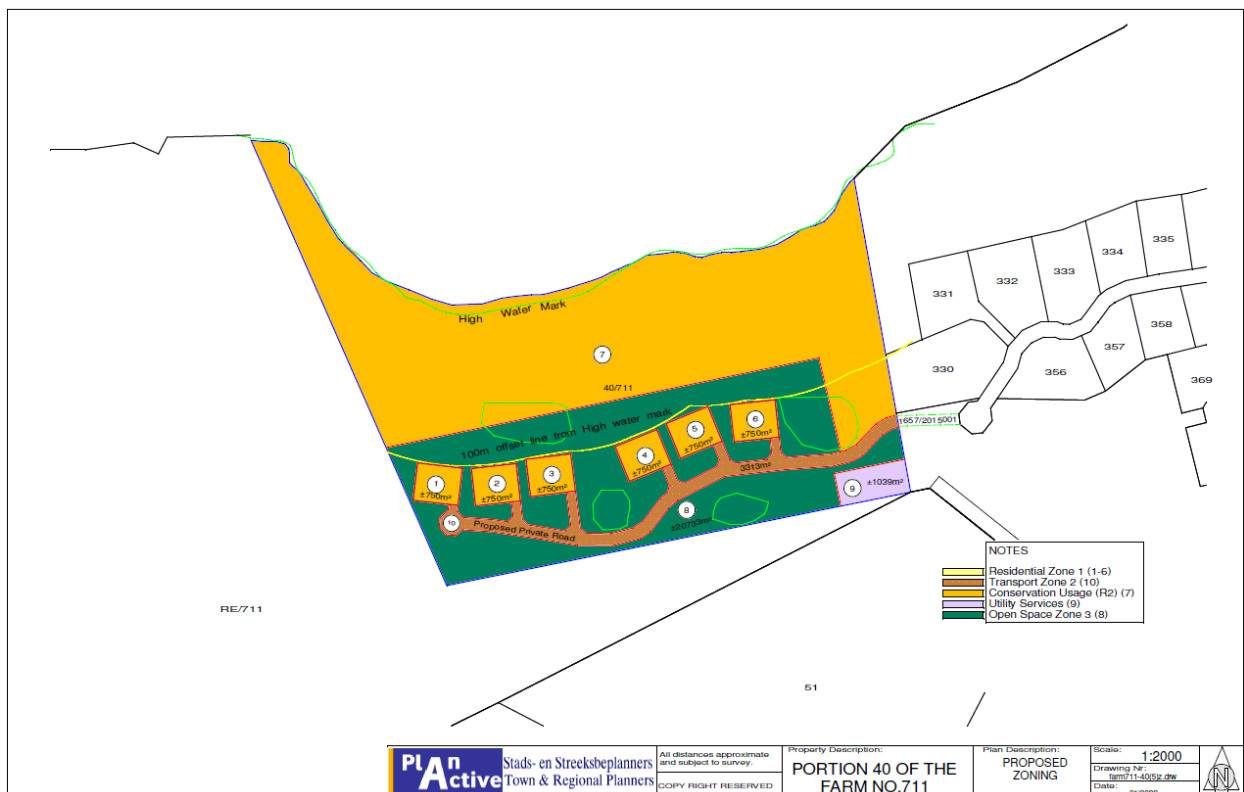 335
334
333
332
331
High Water Mark
358
357
7
330
356
369
40/711
6
100m offset line from High water mark
1657/2015 001
5
±750m²
±750m²
4
3
3313m²
±750m²
1
2
±750m²
9
±1039m²
±750m²
±750m²
8
10
Proposed Private Road
±20733m²
NOTES
Residential Zone 1 (1-6)
Transport Zone 2 (10)
Conservation Usage (R2) (7)
Utility Services (9)
Open Space Zone 3 (8)
RE/711
51
PlAn Active
Stads- en Streeksbeplanners
Town & Regional Planners
All distances approximate
and subject to survey.
COPY RIGHT RESERVED
Property Description:
PORTION 40 OF THE
FARM NO.711
Plan Description:
PROPOSED
ZONING
Scale:
1:2000
Drawing Nr:
farm711-40(5)z.drw
Date:
N